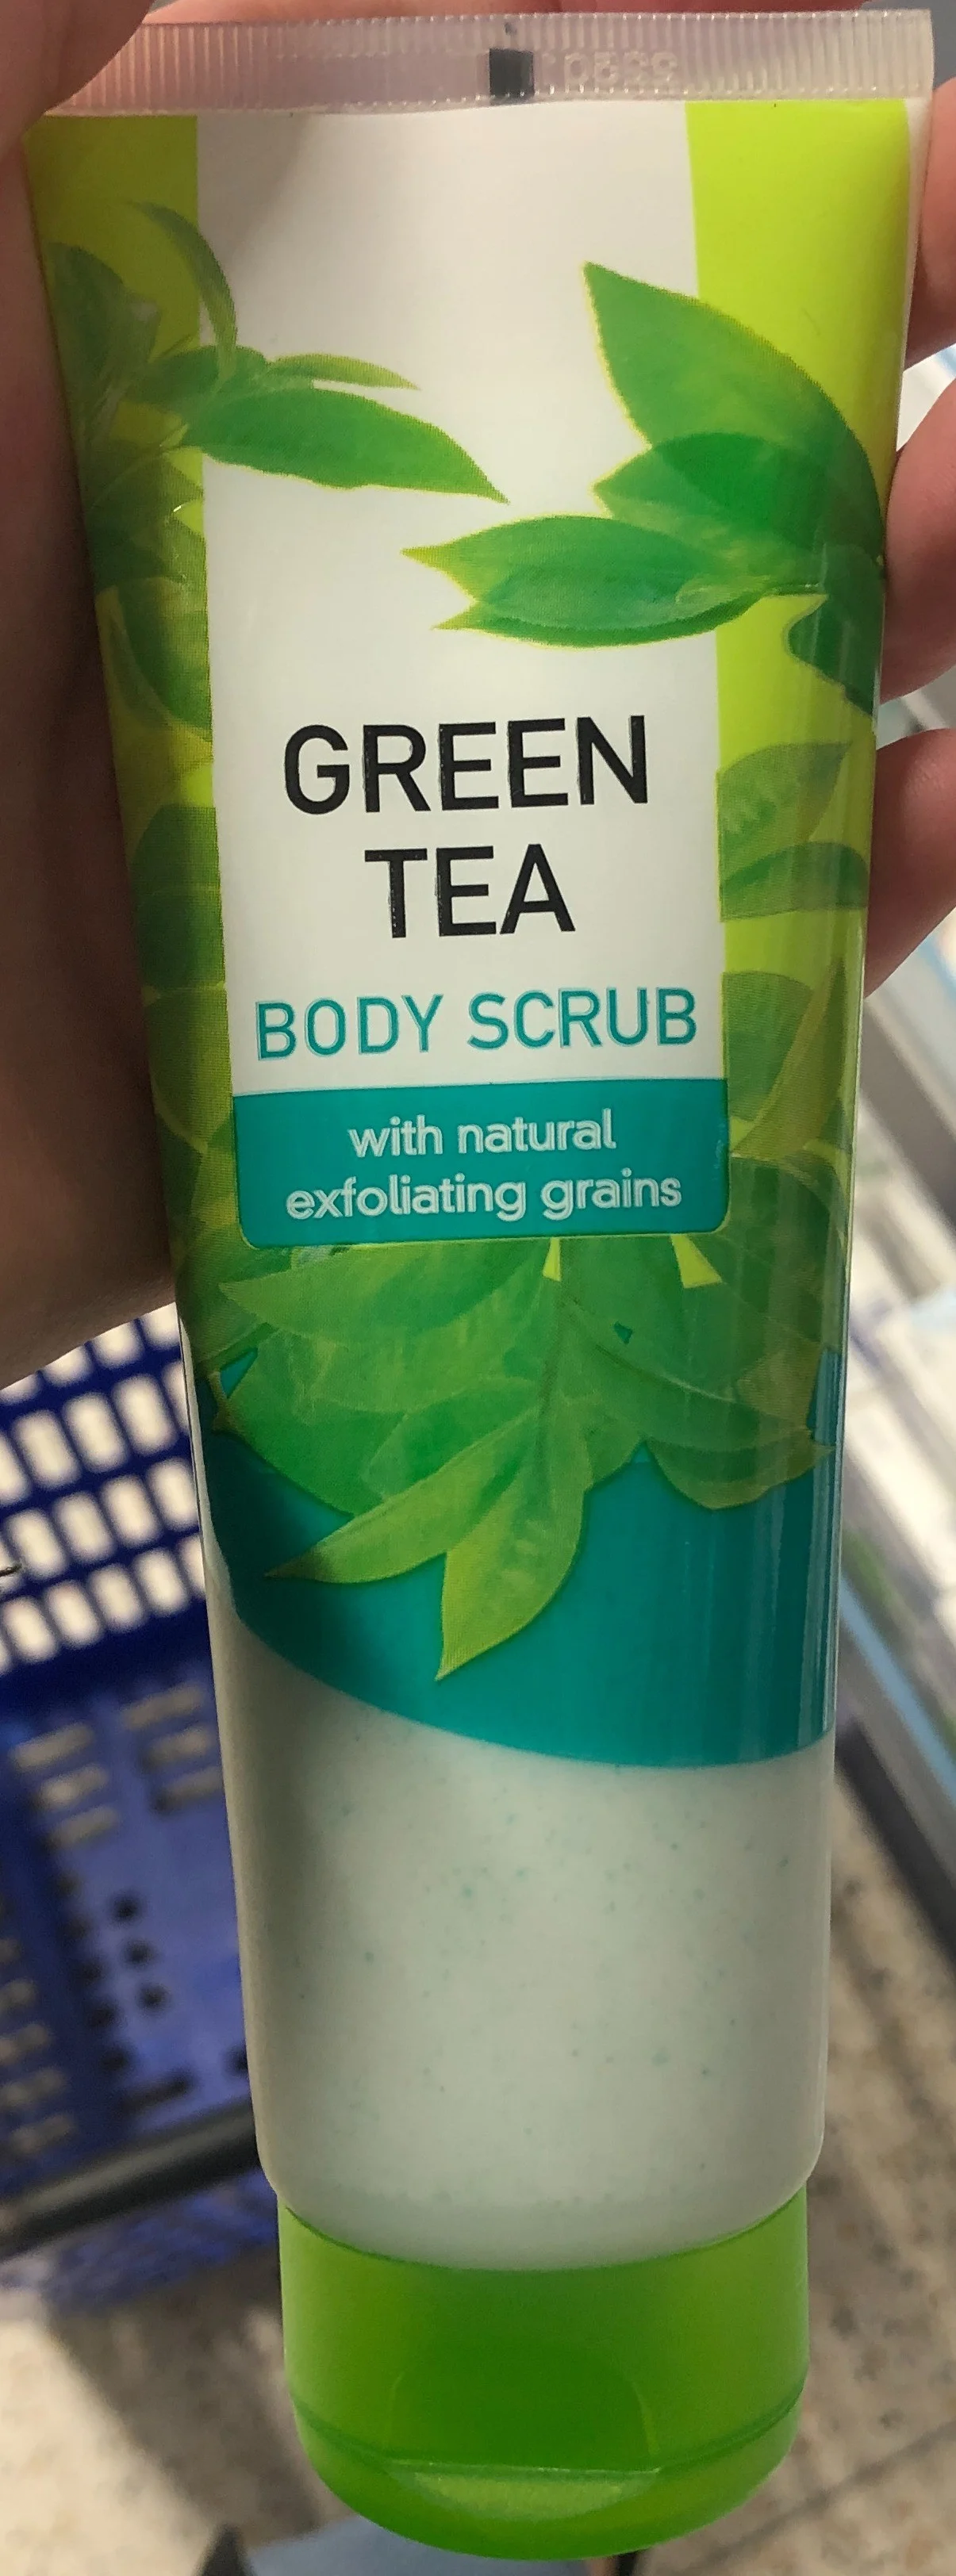 GREEN
TEA
BODY SCRUB
with natural
exfoliating grains